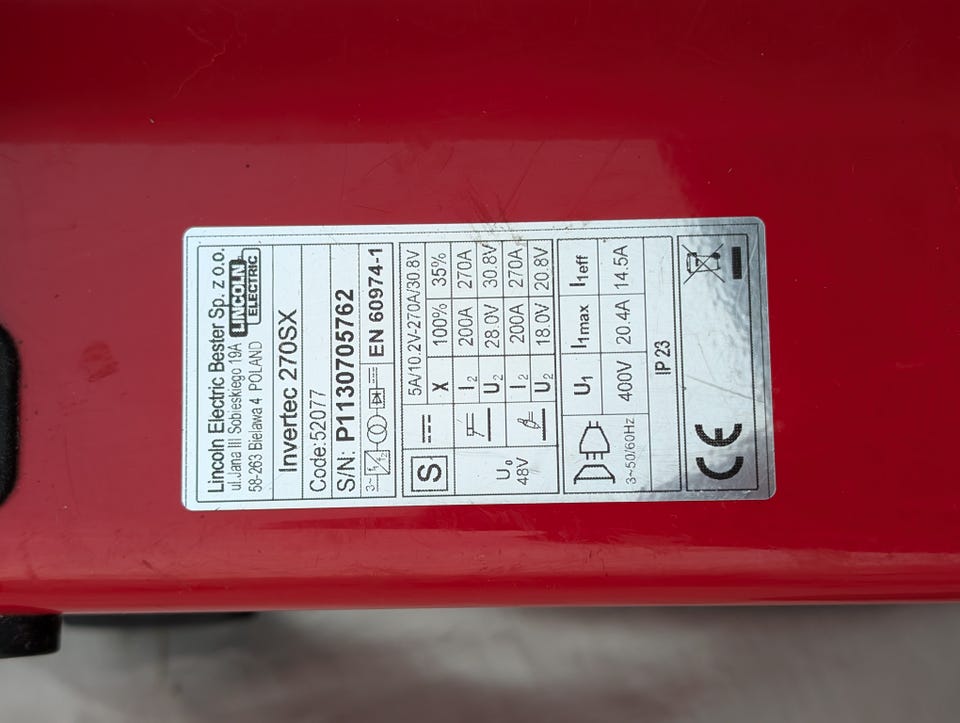 Lincoln Electric Bester Sp. z o.o.
ul.Jana III Sobieskiego 19A
58-263 Bielawa 4 POLAND
LINCOLN
ELECTRIC
Invertec 270SX
Code:52077
S/N: P1130705762
3~ f₂ EN 60974-1
5A/10.2V-270A/30.8V
S X 100% 35%
I₂ 200A 270A
U₂ 28.0V 30.8V
U₀ 48V
I₂ 200A 270A
U₂ 18.0V 20.8V
U₁ I₁max I₁eff
3~50/60Hz 400V 20.4A 14.5A
IP 23
CE